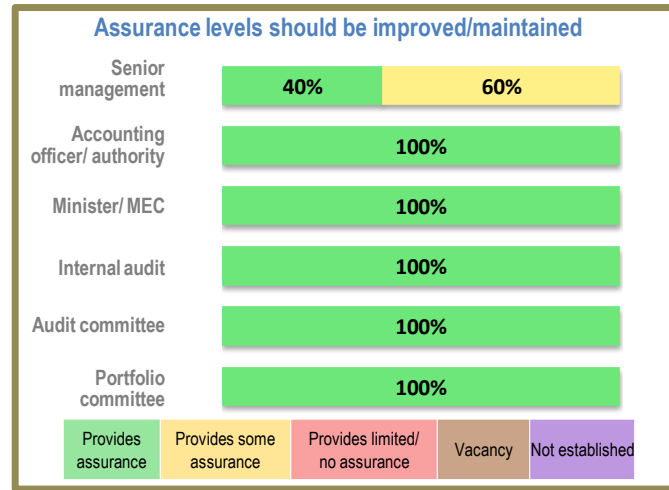 Assurance levels should be improved/maintained
Senior
management
40% 60%
Accounting
officer/ authority
100%
Minister/ MEC
100%
Internal audit
100%
Audit committee
100%
Portfolio
committee
100%
Provides
assurance
Provides some
assurance
Provides limited/
no assurance
Vacancy
Not established